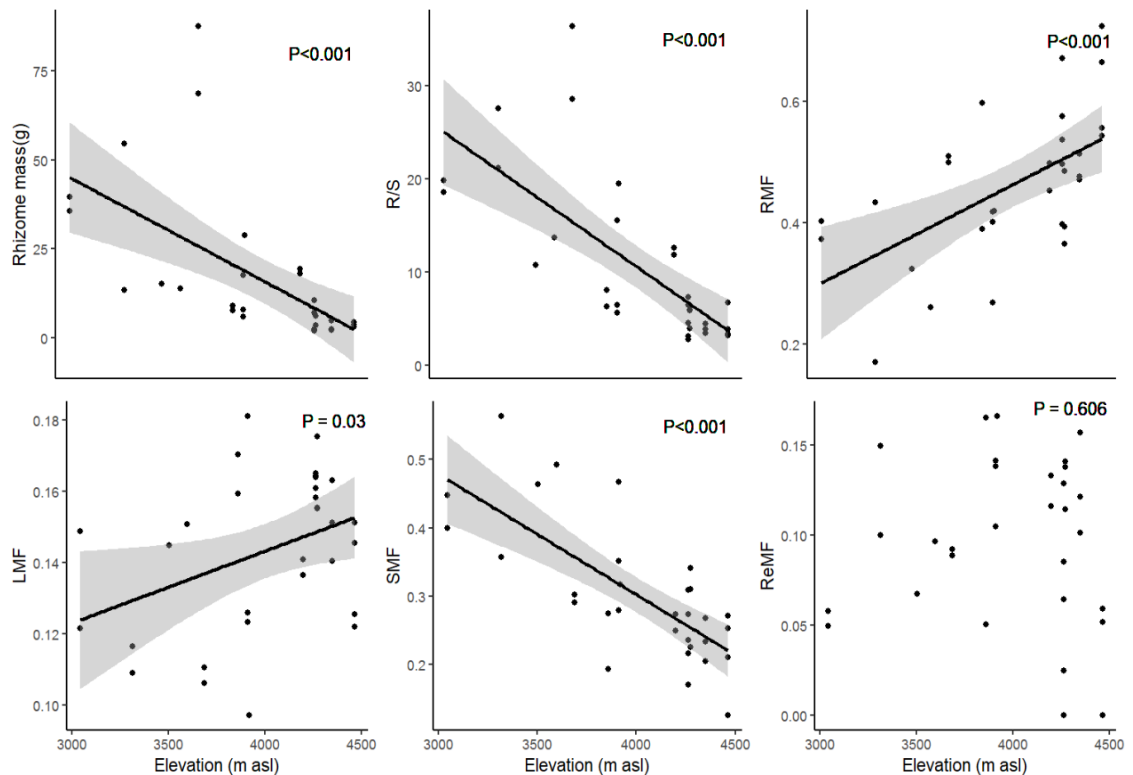 P<0.001
Rhizome mass(g)
75
50
25
0
P<0.001
R/S
30
20
10
0
P<0.001
RMF
0.6
0.4
0.2
P = 0.03
LMF
0.18
0.16
0.14
0.12
0.10
3000 3500 4000 4500
Elevation (m asl)
P<0.001
SMF
0.5
0.4
0.3
0.2
3000 3500 4000 4500
Elevation (m asl)
P = 0.606
ReMF
0.15
0.10
0.05
0.00
3000 3500 4000 4500
Elevation (m asl)